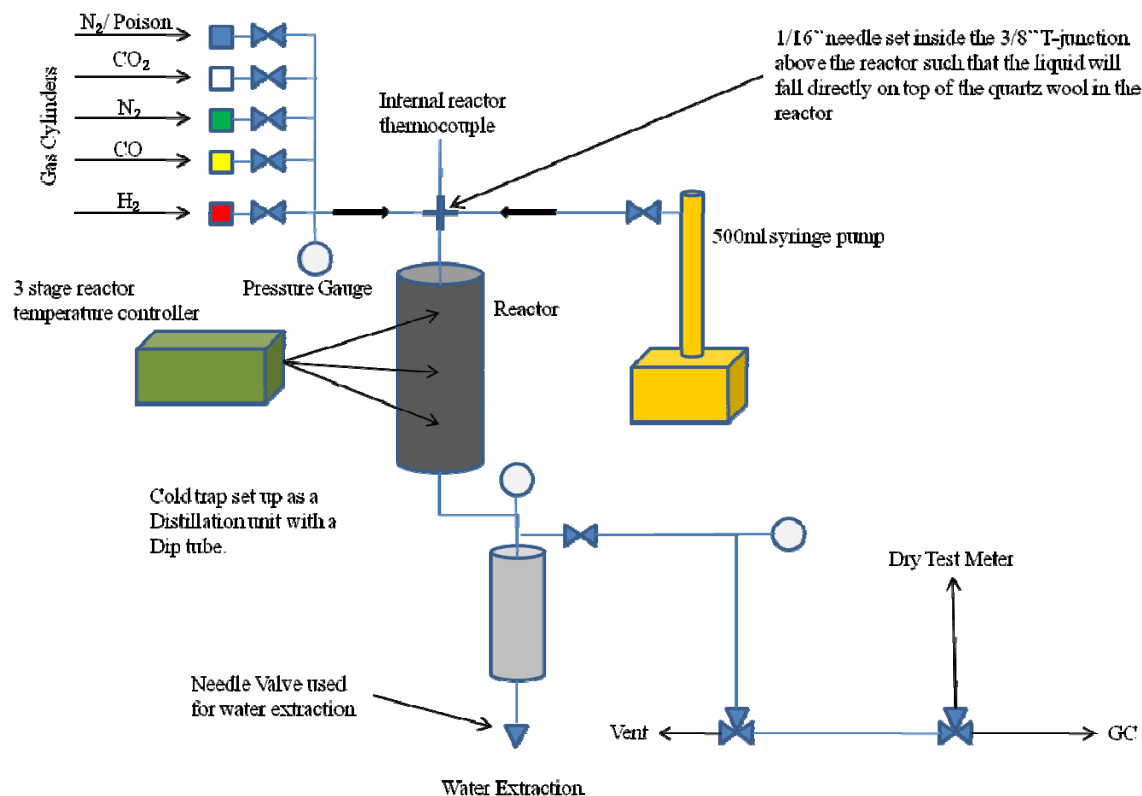 N₂/ Poison
CO₂
N₂
CO
H₂
Gas Cylinders
Internal reactor
thermocouple
1/16`` needle set inside the 3/8`` T-junction
above the reactor such that the liquid will
fall directly on top of the quartz wool in the
reactor
500ml syringe pump
Pressure Gauge
3 stage reactor
temperature controller
Reactor
Cold trap set up as a
Distillation unit with a
Dip tube.
Dry Test Meter
Needle Valve used
for water extraction
Vent
GC
Water Extraction.